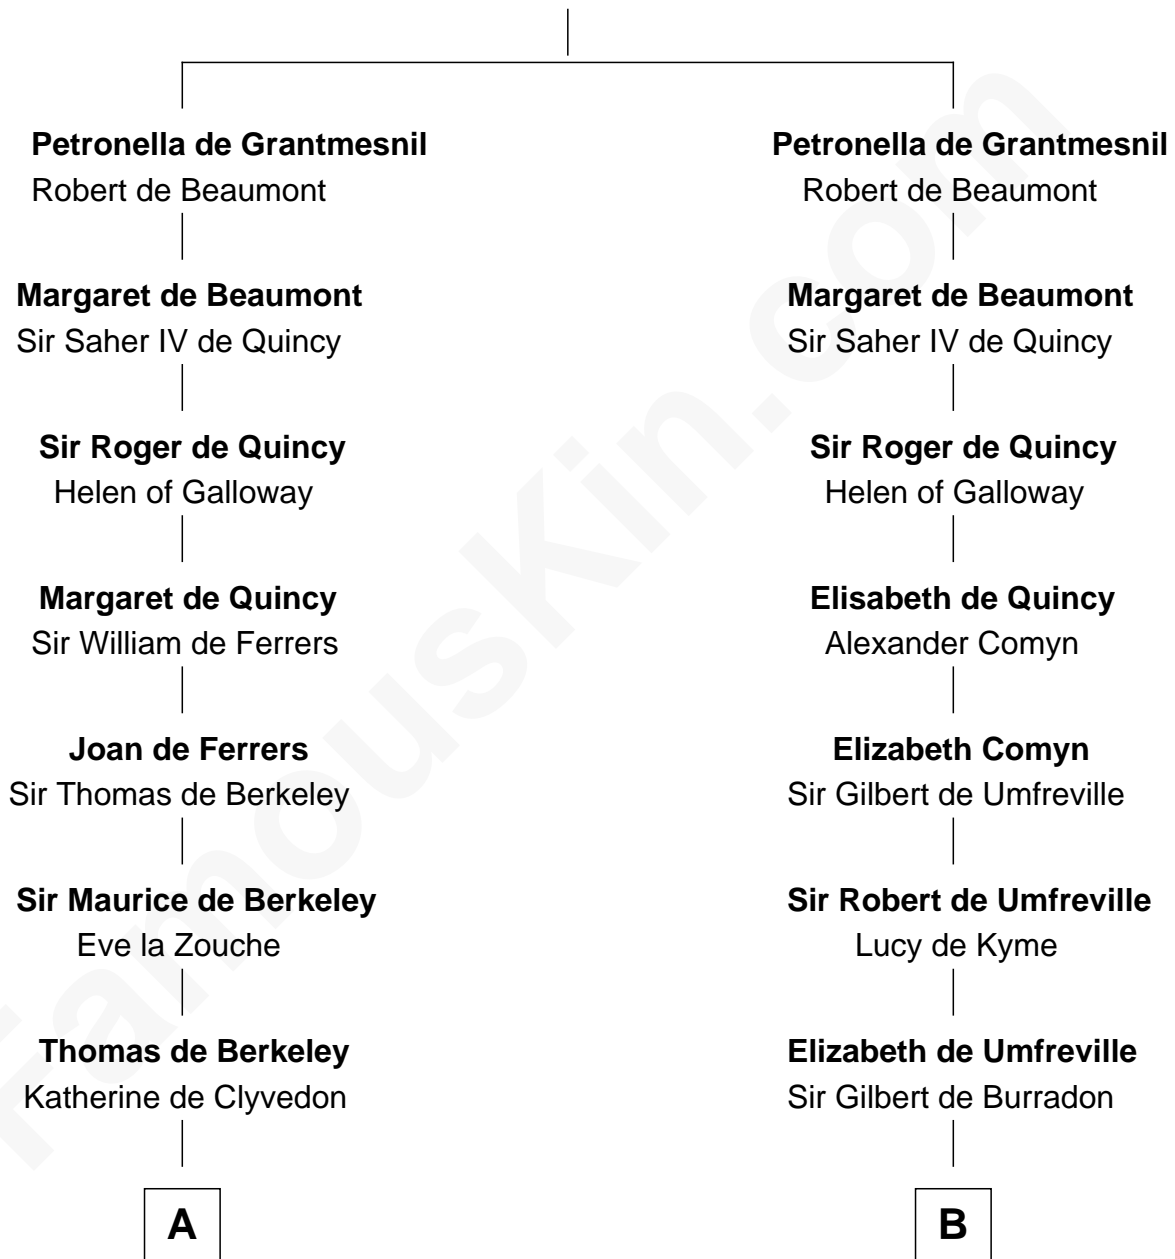 Petronella de Grantmesnil
Robert de Beaumont
Margaret de Beaumont
Sir Saher IV de Quincy
Sir Roger de Quincy
Helen of Galloway
Margaret de Quincy
Sir William de Ferrers
Joan de Ferrers
Sir Thomas de Berkeley
Sir Maurice de Berkeley
Eve la Zouche
Thomas de Berkeley
Katherine de Clyvedon
A
Petronella de Grantmesnil
Robert de Beaumont
Margaret de Beaumont
Sir Saher IV de Quincy
Sir Roger de Quincy
Helen of Galloway
Elisabeth de Quincy
Alexander Comyn
Elizabeth Comyn
Sir Gilbert de Umfreville
Sir Robert de Umfreville
Lucy de Kyme
Elizabeth de Umfreville
Sir Gilbert de Burradon
B
FamousKin.com